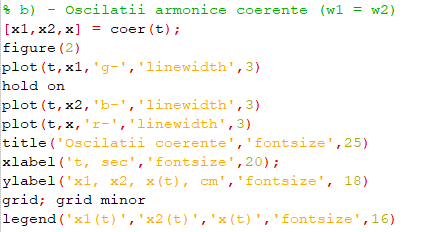 % b) - Oscilatii armonice coerente (w1 = w2)
[x1,x2,x] = coer(t);
figure(2)
plot(t,x1,'g-','linewidth',3)
hold on
plot(t,x2,'b-','linewidth',3)
plot(t,x,'r-','linewidth',3)
title('Oscilatii coerente','fontsize',25)
xlabel('t, sec','fontsize',20);
ylabel('x1, x2, x(t), cm','fontsize', 18)
grid; grid minor
legend('x1(t)','x2(t)','x(t)','fontsize',16)